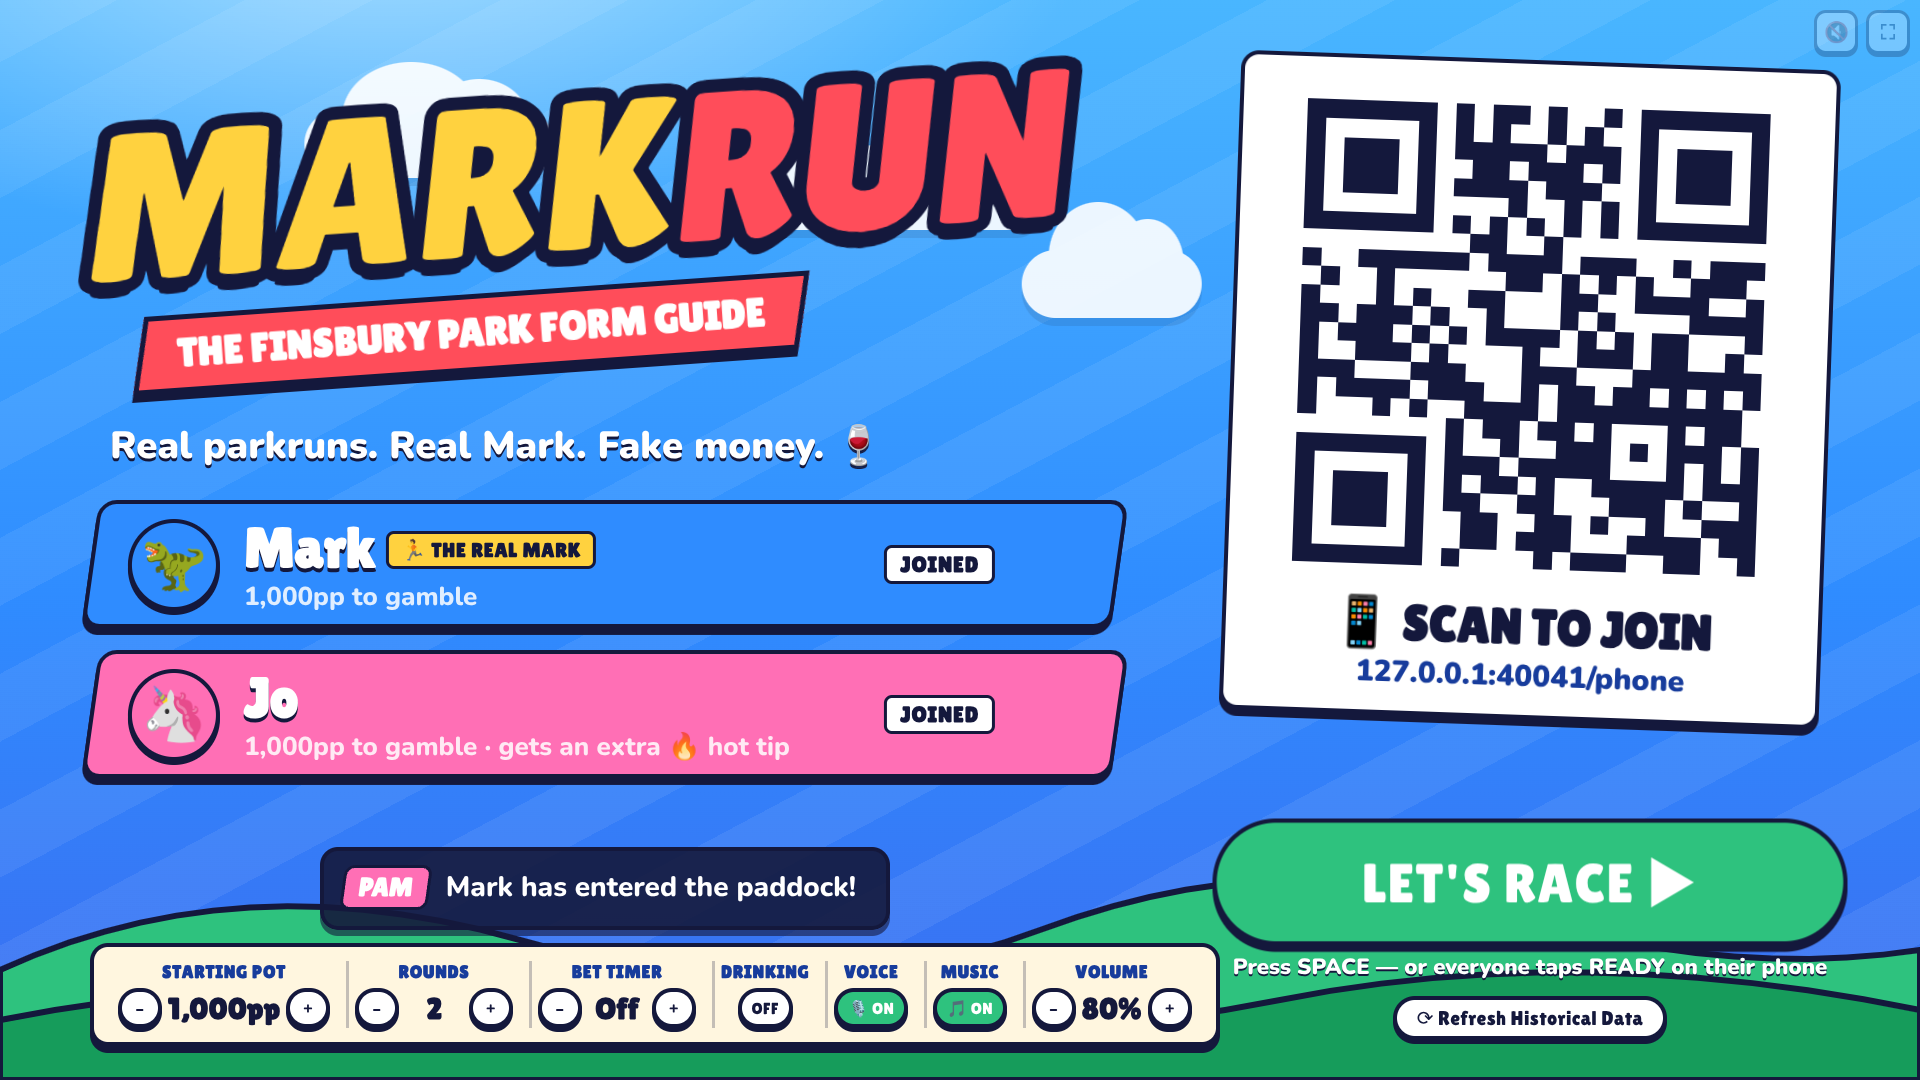 MARKRUN
THE FINSBURY PARK FORM GUIDE
Real parkruns. Real Mark. Fake money.
Mark
THE REAL MARK
1,000pp to gamble
JOINED
Jo
1,000pp to gamble · gets an extra 🔥 hot tip
JOINED
SCAN TO JOIN
127.0.0.1:40041/phone
PAM
Mark has entered the paddock!
LET'S RACE
Press SPACE — or everyone taps READY on their phone
Refresh Historical Data
STARTING POT
– 1,000pp +
ROUNDS
– 2 +
BET TIMER
– Off +
DRINKING
OFF
VOICE
ON
MUSIC
ON
VOLUME
– 80% +